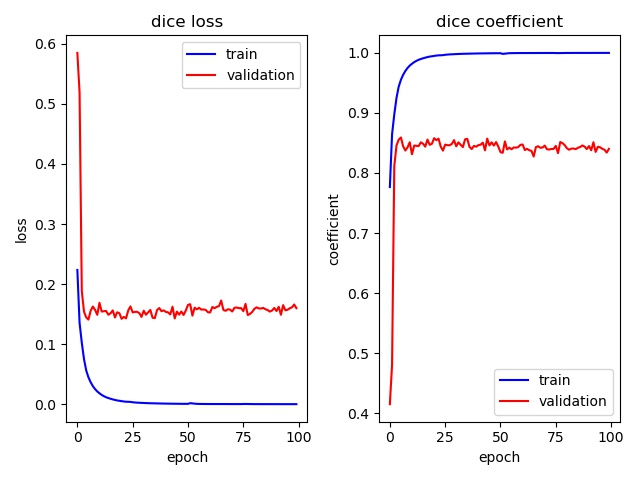 dice loss
train
validation
0.6
0.5
0.4
0.3
0.2
0.1
0.0
loss
0 25 50 75 100
epoch
dice coefficient
1.0
0.9
0.8
0.7
0.6
0.5
0.4
coefficient
train
validation
0 25 50 75 100
epoch